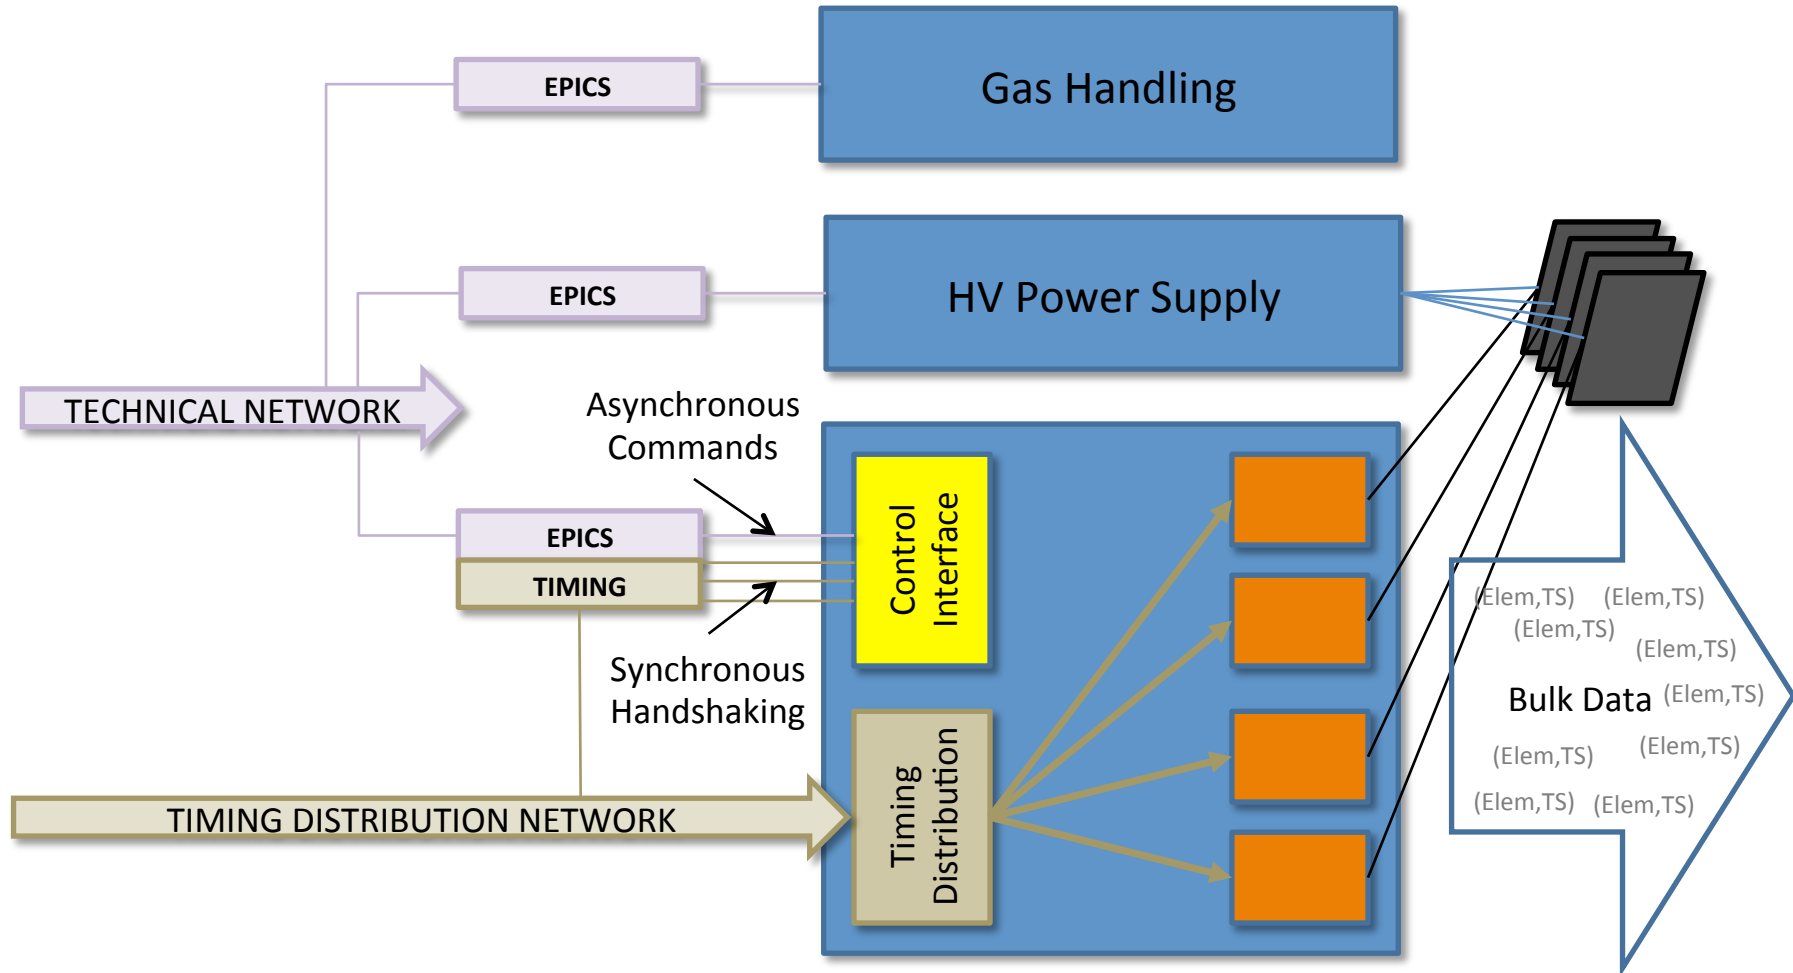 EPICS
Gas Handling
EPICS
HV Power Supply
TECHNICAL NETWORK
Asynchronous
Commands
EPICS
TIMING
Control
Interface
Synchronous
Handshaking
Timing
Distribution
TIMING DISTRIBUTION NETWORK
(Elem,TS) (Elem,TS)
(Elem,TS)
(Elem,TS)
Bulk Data (Elem,TS)
(Elem,TS) (Elem,TS)
(Elem,TS) (Elem,TS)